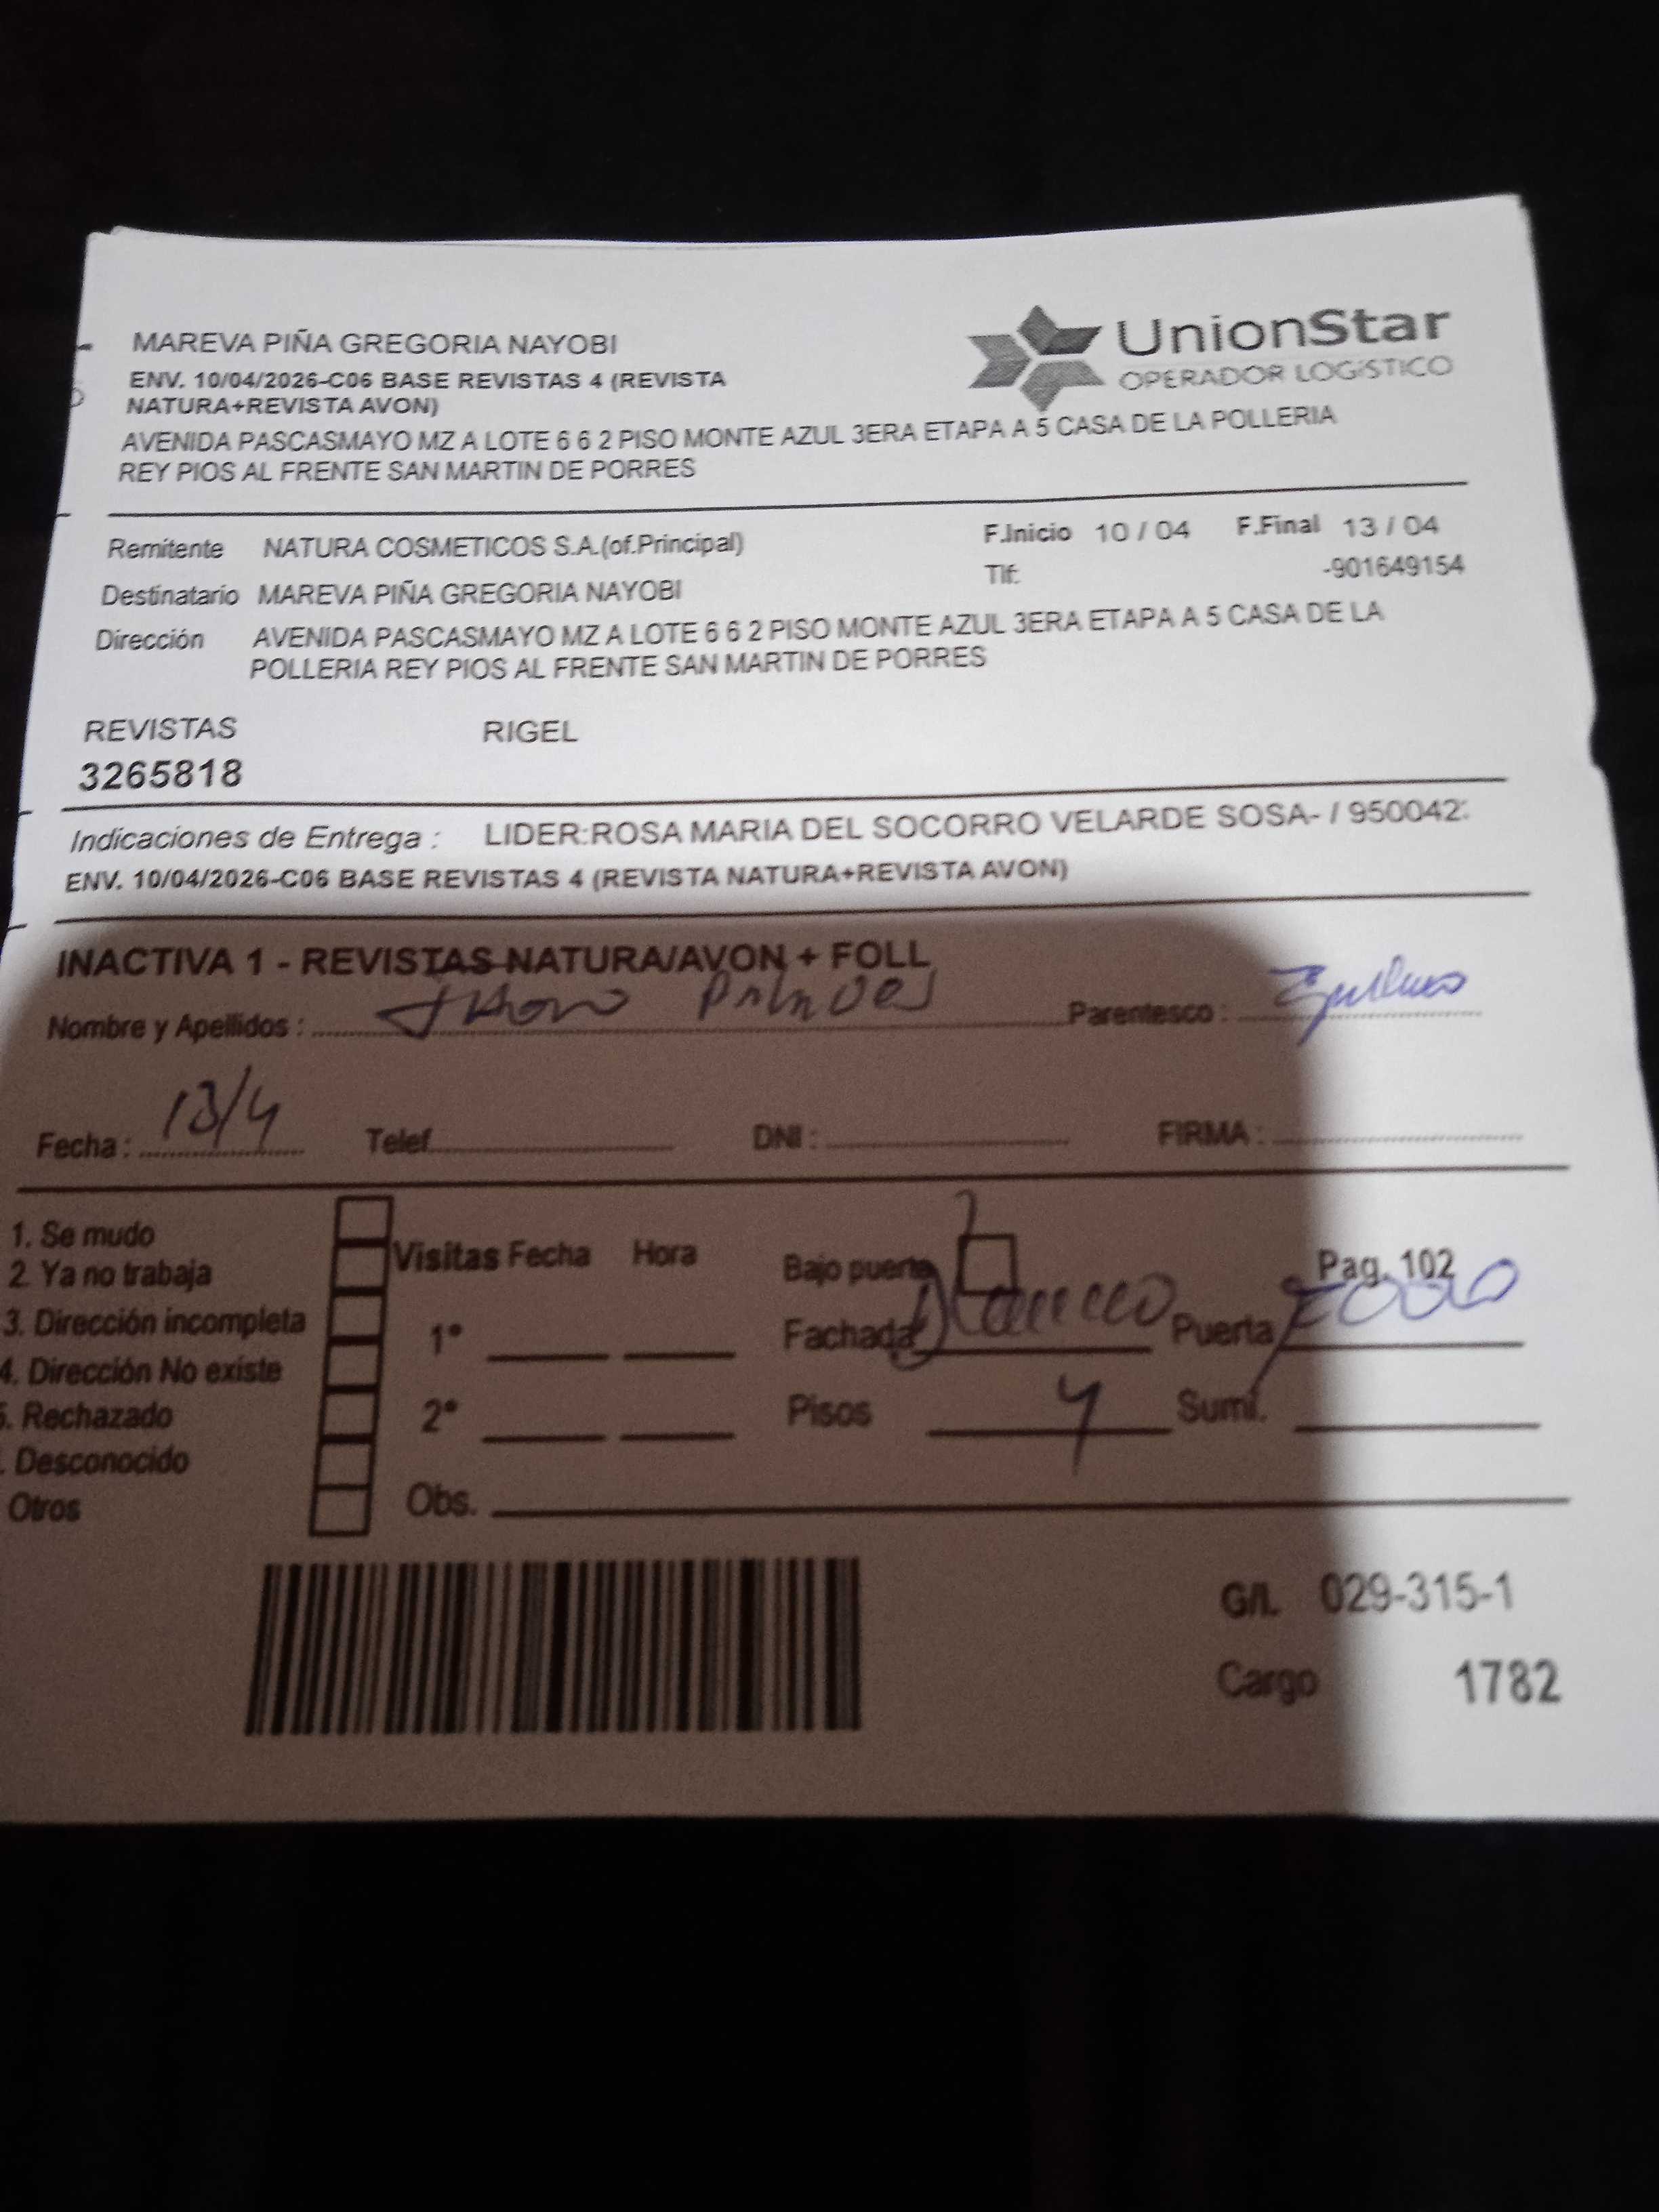 MAREVA PIÑA GREGORIA NAYOBI
UnionStar
OPERADOR LOGÍSTICO
ENV. 10/04/2026-C06 BASE REVISTAS 4 (REVISTA
NATURA+REVISTA AVON)
AVENIDA PASCASMAYO MZ A LOTE 6 6 2 PISO MONTE AZUL 3ERA ETAPA A 5 CASA DE LA POLLERIA
REY PIOS AL FRENTE SAN MARTIN DE PORRES
Remitente NATURA COSMETICOS S.A.(of.Principal) F.Inicio 10 / 04 F.Final 13 / 04
Destinatario MAREVA PIÑA GREGORIA NAYOBI Tlf: -901649154
Dirección AVENIDA PASCASMAYO MZ A LOTE 6 6 2 PISO MONTE AZUL 3ERA ETAPA A 5 CASA DE LA
POLLERIA REY PIOS AL FRENTE SAN MARTIN DE PORRES
REVISTAS RIGEL
3265818
Indicaciones de Entrega : LIDER:ROSA MARIA DEL SOCORRO VELARDE SOSA- / 950042
ENV. 10/04/2026-C06 BASE REVISTAS 4 (REVISTA NATURA+REVISTA AVON)
INACTIVA 1 - REVISTAS NATURA/AVON + FOLL
Nombre y Apellidos : Parentesco :
Fecha : 13/4 Telef. DNI : FIRMA :
1. Se mudo
2. Ya no trabaja
3. Dirección incompleta
4. Dirección No existe
5. Rechazado
. Desconocido
Otros
Visitas Fecha Hora
1°
2°
Obs.
Bajo puerta Pag. 102
Fachada Puerta
Pisos 4 Sumi.
G/L 029-315-1
Cargo 1782